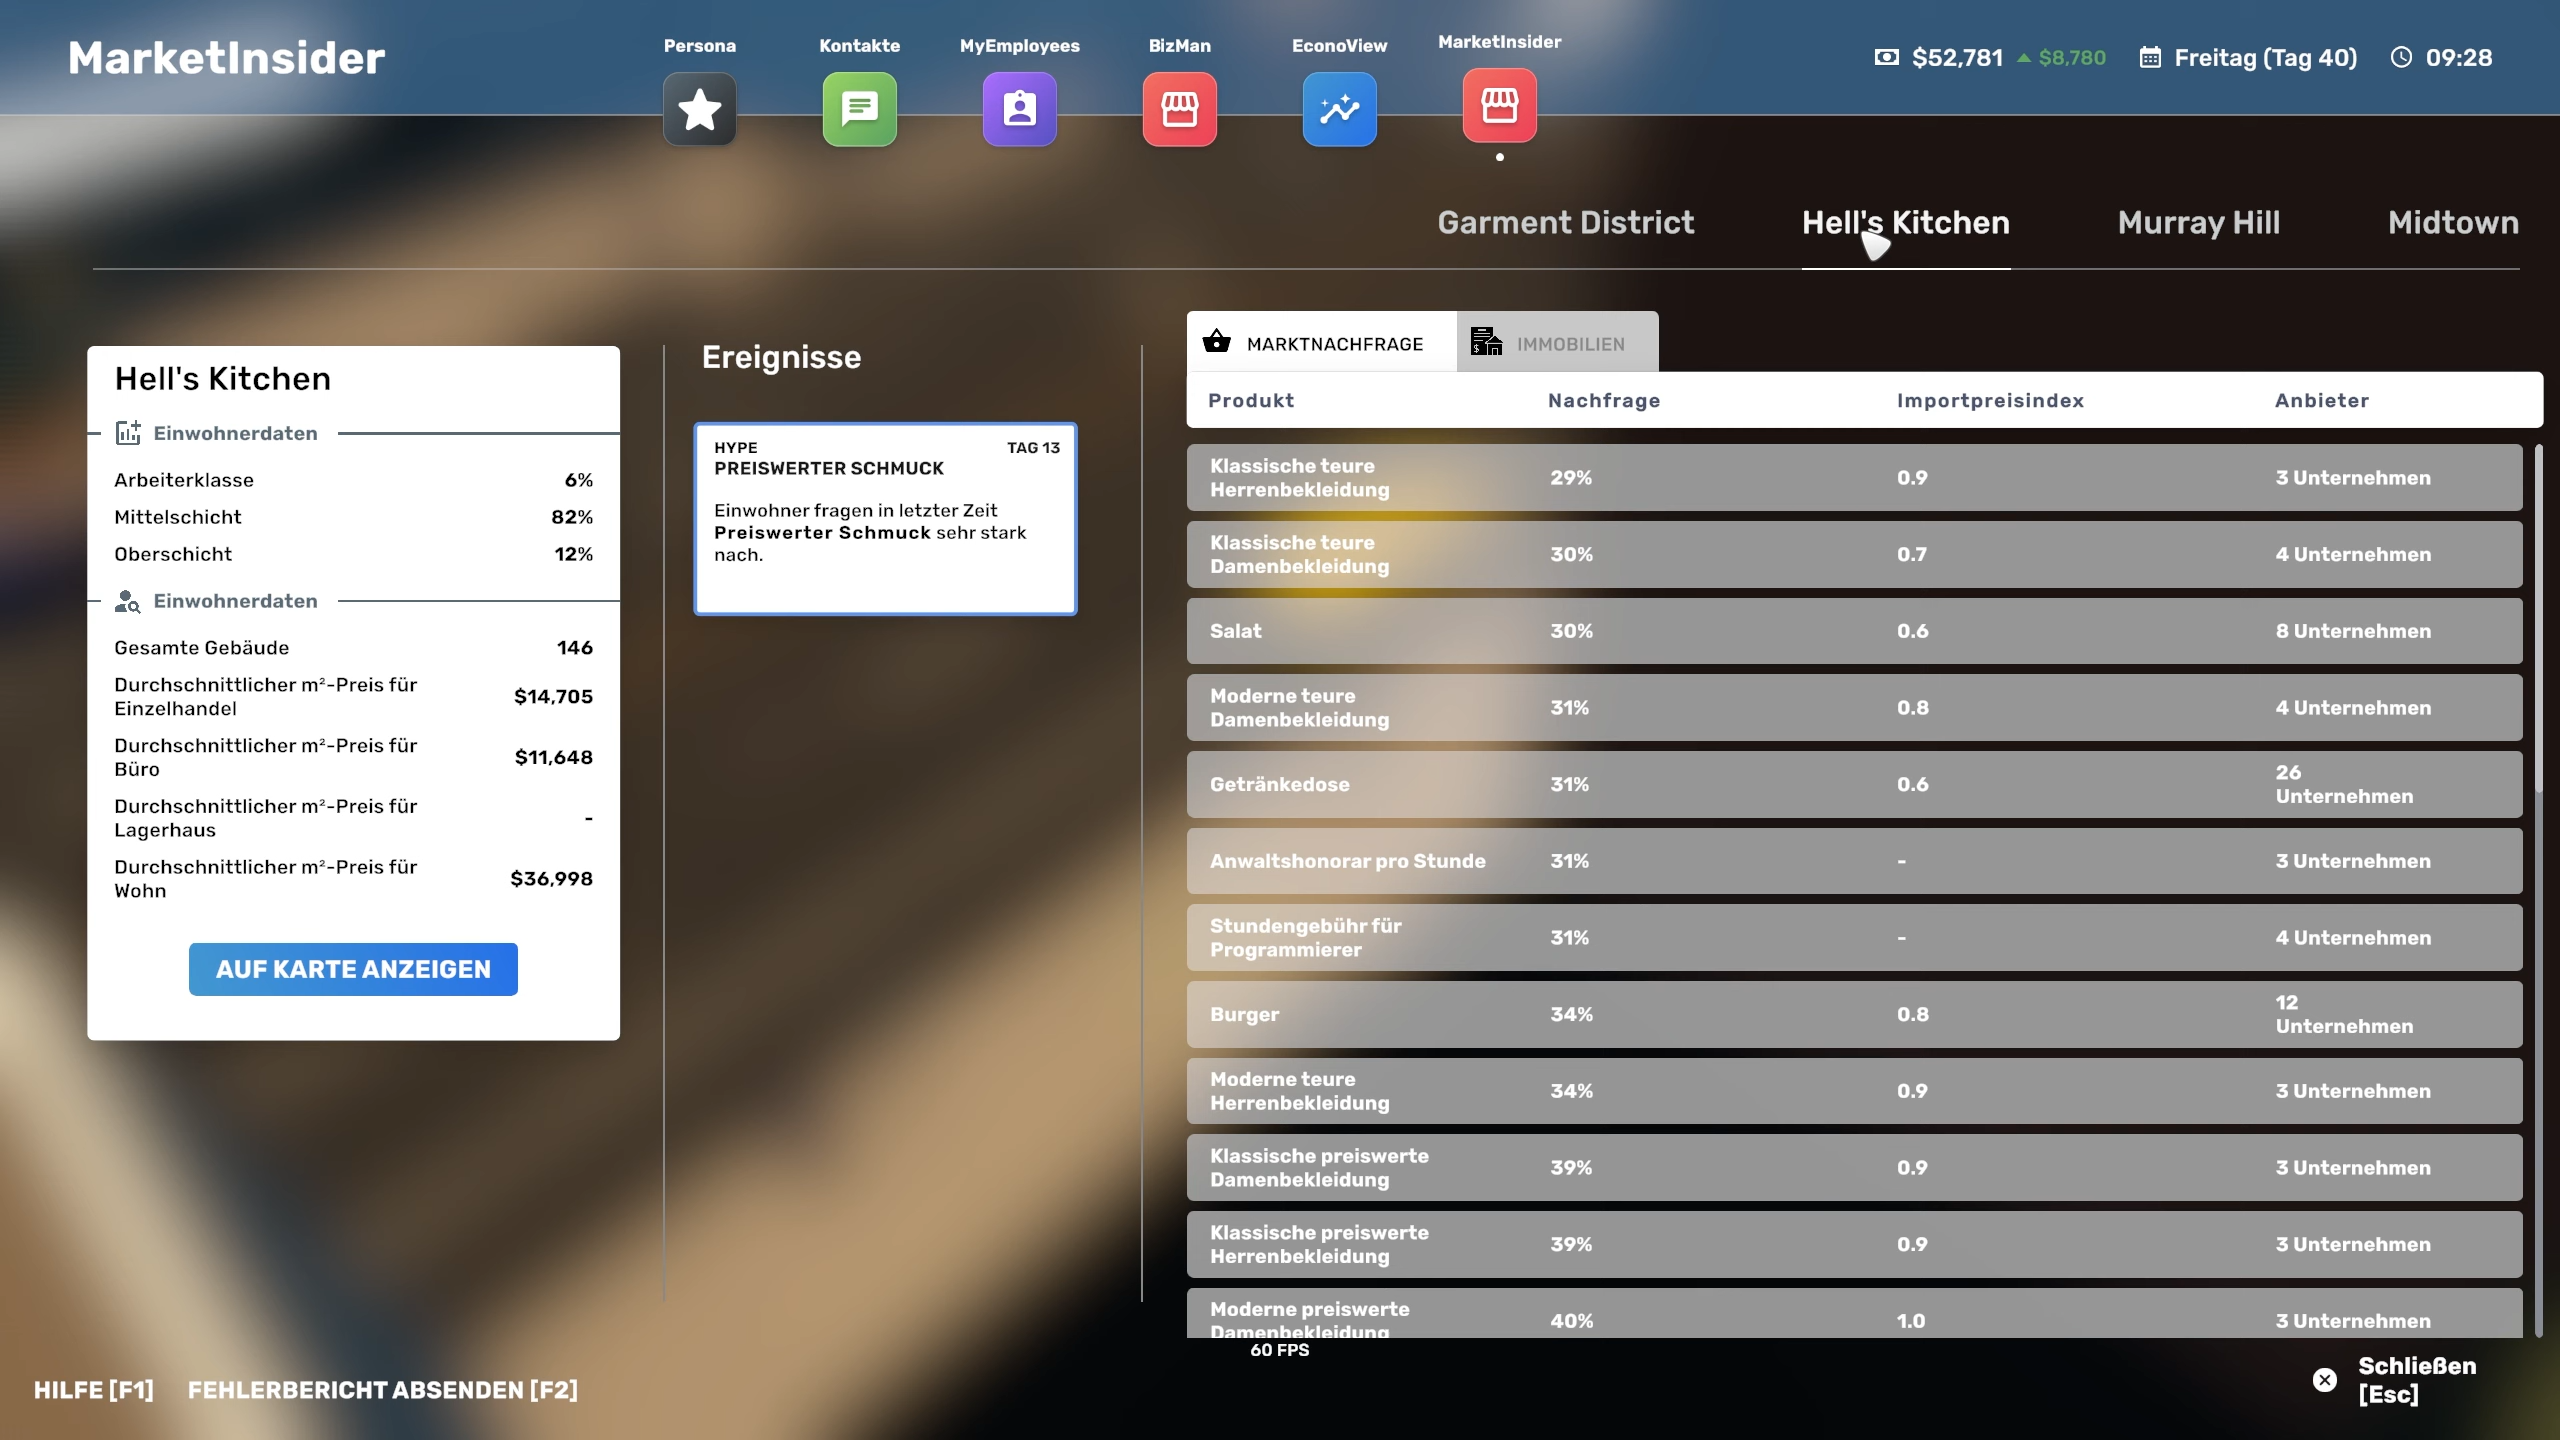 MarketInsider
Persona
Kontakte
MyEmployees
BizMan
EconoView
MarketInsider
$52,781 $8,780 Freitag (Tag 40) 09:28
Garment District
Hell's Kitchen
Murray Hill
Midtown
Hell's Kitchen
Einwohnerdaten
Arbeiterklasse 6%
Mittelschicht 82%
Oberschicht 12%
Einwohnerdaten
Gesamte Gebäude 146
Durchschnittlicher m²-Preis für
Einzelhandel
$14,705
Durchschnittlicher m²-Preis für
Büro
$11,648
Durchschnittlicher m²-Preis für
Lagerhaus
-
Durchschnittlicher m²-Preis für
Wohn
$36,998
AUF KARTE ANZEIGEN
Ereignisse
HYPE TAG 13
PREISWERTER SCHMUCK
Einwohner fragen in letzter Zeit
Preiswerter Schmuck sehr stark
nach.
MARKTNACHFRAGE
IMMOBILIEN
Produkt Nachfrage Importpreisindex Anbieter
Klassische teure
Herrenbekleidung
29% 0.9 3 Unternehmen
Klassische teure
Damenbekleidung
30% 0.7 4 Unternehmen
Salat 30% 0.6 8 Unternehmen
Moderne teure
Damenbekleidung
31% 0.8 4 Unternehmen
Getränkedose 31% 0.6 26
Unternehmen
Anwaltshonorar pro Stunde 31% - 3 Unternehmen
Stundengebühr für
Programmierer
31% - 4 Unternehmen
Burger 34% 0.8 12
Unternehmen
Moderne teure
Herrenbekleidung
34% 0.9 3 Unternehmen
Klassische preiswerte
Damenbekleidung
39% 0.9 3 Unternehmen
Klassische preiswerte
Herrenbekleidung
39% 0.9 3 Unternehmen
Moderne preiswerte
Damenbekleidung
40% 1.0 3 Unternehmen
60 FPS
HILFE [F1] FEHLERBERICHT ABSENDEN [F2]
Schließen
[Esc]